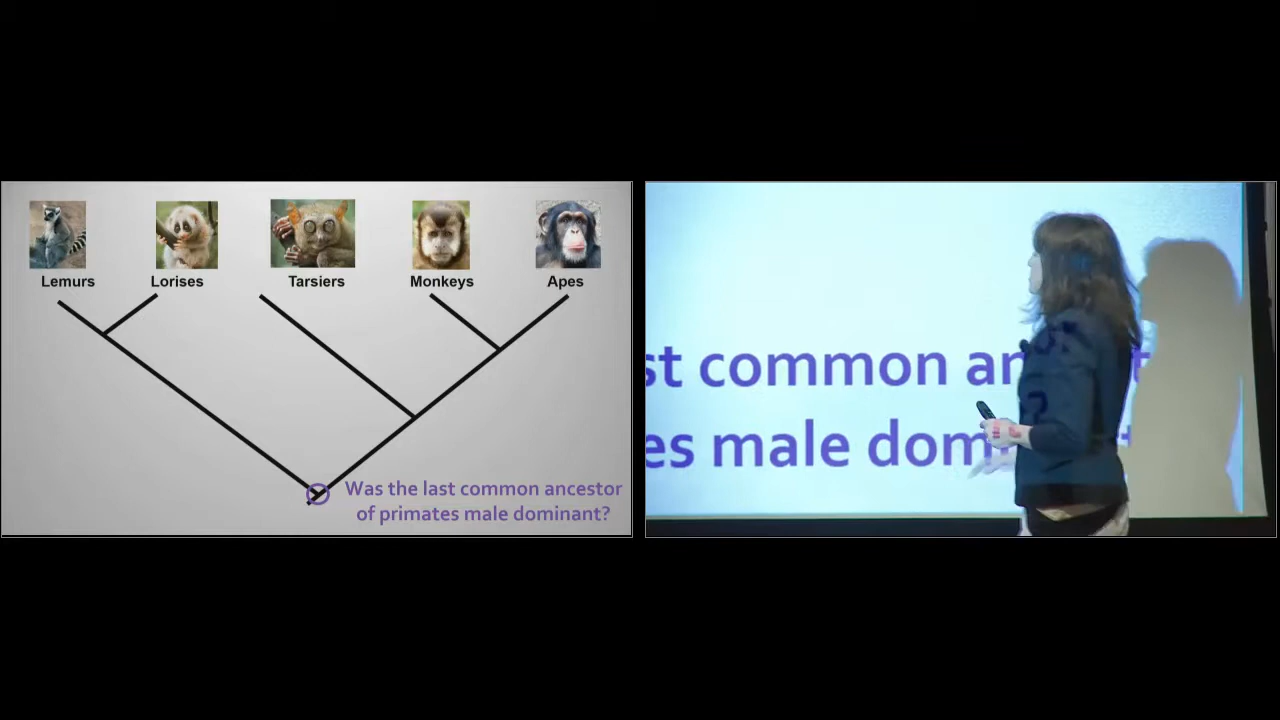 Lemurs
Lorises
Tarsiers
Monkeys
Apes
Was the last common ancestor
of primates male dominant?
st common an
es male dom